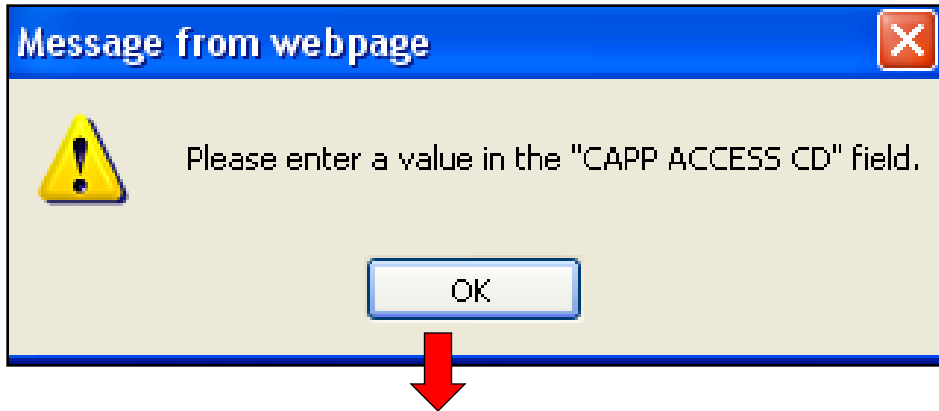 Message from webpage
Please enter a value in the "CAPP ACCESS CD" field.
OK